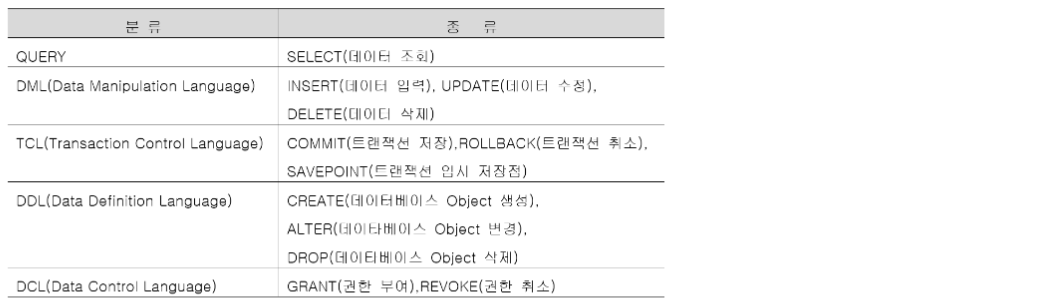 분 류 종 류
QUERY SELECT(데이터 조회)
DML(Data Manipulation Language) INSERT(데이터 입력), UPDATE(데이터 수정),
DELETE(데이디 삭제)
TCL(Transaction Control Language) COMMIT(트랜잭션 저장),ROLLBACK(트랜잭션 취소),
SAVEPOINT(트랜잭션 임시 저장점)
DDL(Data Definition Language) CREATE(데이터베이스 Object 생성),
ALTER(데이타베이스 Object 변경),
DROP(데이터베이스 Object 삭제)
DCL(Data Control Language) GRANT(권한 부여),REVOKE(권한 취소)